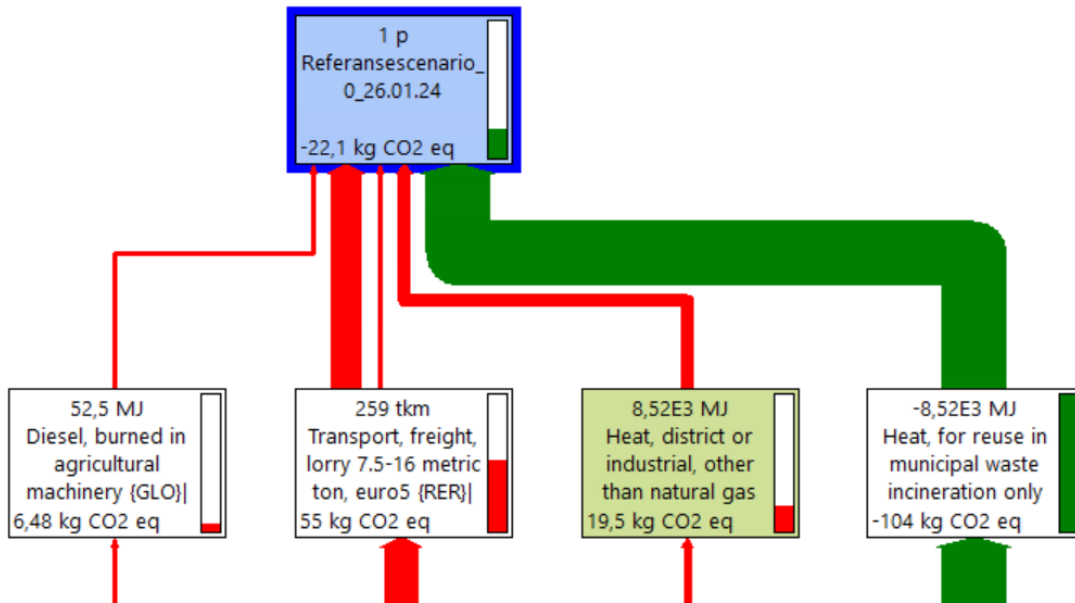 1 p
Referansescenario_
0_26.01.24
-22,1 kg CO2 eq
52,5 MJ
Diesel, burned in
agricultural
machinery {GLO}|
6,48 kg CO2 eq
259 tkm
Transport, freight,
lorry 7.5-16 metric
ton, euro5 {RER}|
55 kg CO2 eq
8,52E3 MJ
Heat, district or
industrial, other
than natural gas
19,5 kg CO2 eq
-8,52E3 MJ
Heat, for reuse in
municipal waste
incineration only
-104 kg CO2 eq